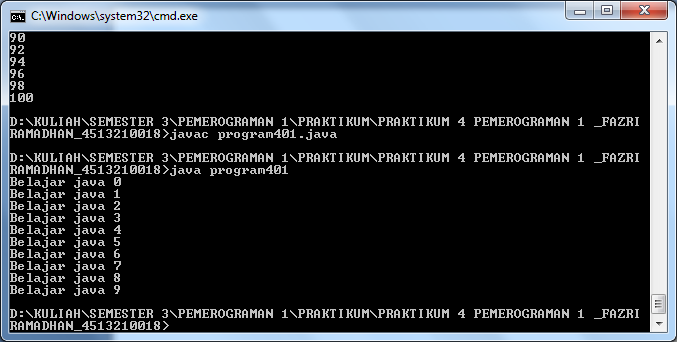 C:\Windows\system32\cmd.exe
90
92
94
96
98
100
D:\KULIAH\SEMESTER 3\PEMEROGRAMAN 1\PRAKTIKUM\PRAKTIKUM 4 PEMEROGRAMAN 1 _FAZRI
RAMADHAN_4513210018>javac program401.java
D:\KULIAH\SEMESTER 3\PEMEROGRAMAN 1\PRAKTIKUM\PRAKTIKUM 4 PEMEROGRAMAN 1 _FAZRI
RAMADHAN_4513210018>java program401
Belajar java 0
Belajar java 1
Belajar java 2
Belajar java 3
Belajar java 4
Belajar java 5
Belajar java 6
Belajar java 7
Belajar java 8
Belajar java 9
D:\KULIAH\SEMESTER 3\PEMEROGRAMAN 1\PRAKTIKUM\PRAKTIKUM 4 PEMEROGRAMAN 1 _FAZRI
RAMADHAN_4513210018>